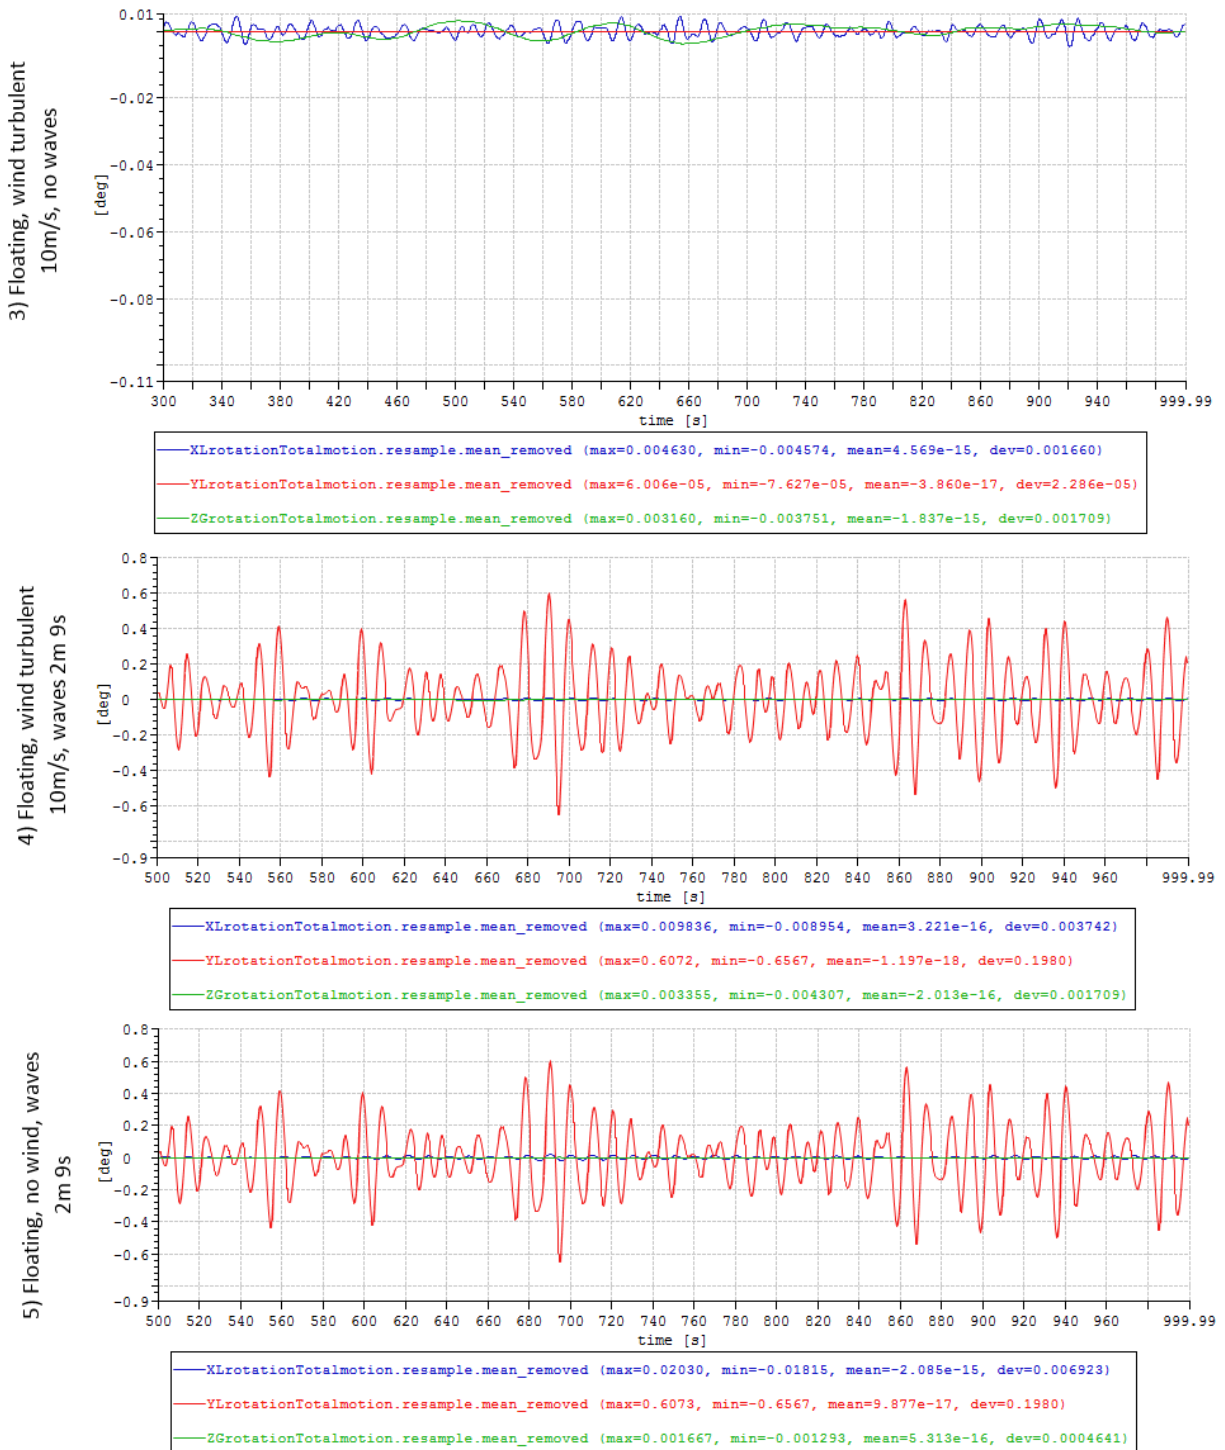 3) Floating, wind turbulent
10m/s, no waves
0.01
-0.02
-0.04
-0.06
-0.08
-0.11
[deg]
300 340 380 420 460 500 540 580 620 660 700 740 780 820 860 900 940 999.99
time [s]
XLrotationTotalmotion.resample.mean_removed (max=0.004630, min=-0.004574, mean=4.569e-15, dev=0.001660)
YLrotationTotalmotion.resample.mean_removed (max=6.006e-05, min=-7.627e-05, mean=-3.860e-17, dev=2.286e-05)
ZGrotationTotalmotion.resample.mean_removed (max=0.003160, min=-0.003751, mean=-1.837e-15, dev=0.001709)
4) Floating, wind turbulent
10m/s, waves 2m 9s
0.8
0.6
0.4
0.2
0
-0.2
-0.4
-0.6
-0.9
[deg]
500 520 540 560 580 600 620 640 660 680 700 720 740 760 780 800 820 840 860 880 900 920 940 960 999.99
time [s]
XLrotationTotalmotion.resample.mean_removed (max=0.009836, min=-0.008954, mean=3.221e-16, dev=0.003742)
YLrotationTotalmotion.resample.mean_removed (max=0.6072, min=-0.6567, mean=-1.197e-18, dev=0.1980)
ZGrotationTotalmotion.resample.mean_removed (max=0.003355, min=-0.004307, mean=-2.013e-16, dev=0.001709)
5) Floating, no wind, waves
2m 9s
0.8
0.6
0.4
0.2
0
-0.2
-0.4
-0.6
-0.9
[deg]
500 520 540 560 580 600 620 640 660 680 700 720 740 760 780 800 820 840 860 880 900 920 940 960 999.99
time [s]
XLrotationTotalmotion.resample.mean_removed (max=0.02030, min=-0.01815, mean=-2.085e-15, dev=0.006923)
YLrotationTotalmotion.resample.mean_removed (max=0.6073, min=-0.6567, mean=9.877e-17, dev=0.1980)
ZGrotationTotalmotion.resample.mean_removed (max=0.001667, min=-0.001293, mean=5.313e-16, dev=0.0004641)